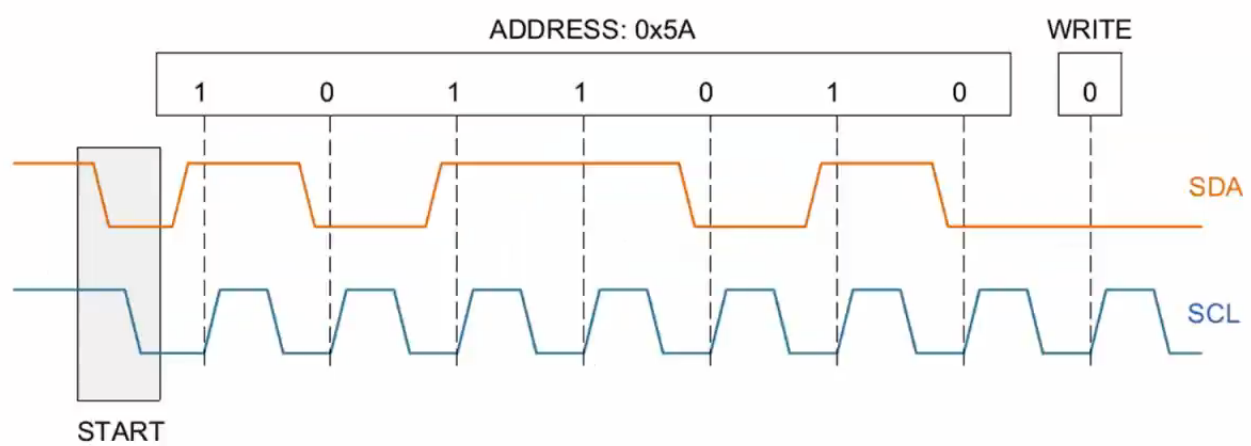 ADDRESS: 0x5A
WRITE
1 0 1 1 0 1 0
0
SDA
SCL
START